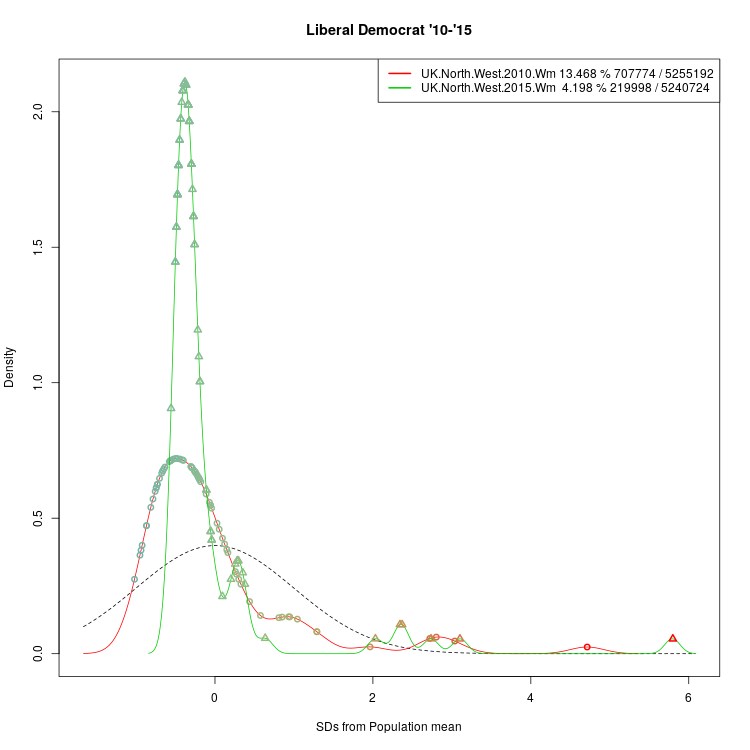 Liberal Democrat '10-'15
UK.North.West.2010.Wm 13.468 % 707774 / 5255192
UK.North.West.2015.Wm 4.198 % 219998 / 5240724
Density
2.0
1.5
1.0
0.5
0.0
0 2 4 6
SDs from Population mean